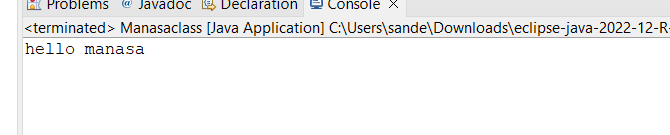 Problems @ Javadoc Declaration Console ×
<terminated> Manasaclass [Java Application] C:\Users\sande\Downloads\eclipse-java-2022-12-R-
hello manasa